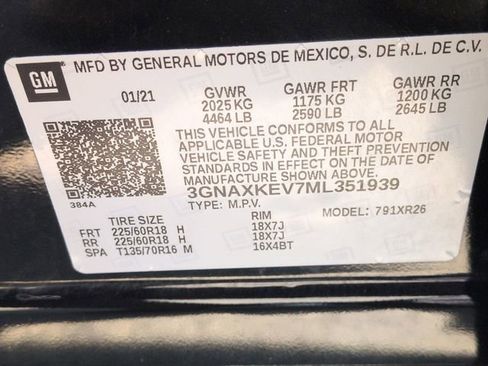 GM MFD BY GENERAL MOTORS DE MEXICO, S. DE R.L. DE C.V.
01/21 GVWR GAWR FRT GAWR RR
2025 KG 1175 KG 1200 KG
4464 LB 2590 LB 2645 LB
THIS VEHICLE CONFORMS TO ALL
APPLICABLE U.S. FEDERAL MOTOR
VEHICLE SAFETY AND THEFT PREVENTION
STANDARDS IN EFFECT ON THE DATE OF
MANUFACTURE SHOWN ABOVE.
3GNAXKEV7ML351939
384A TYPE: M.P.V. MODEL: 791XR26
TIRE SIZE RIM
FRT 225/60R18 H 18X7J
RR 225/60R18 H 18X7J
SPA T135/70R16 M 16X4BT